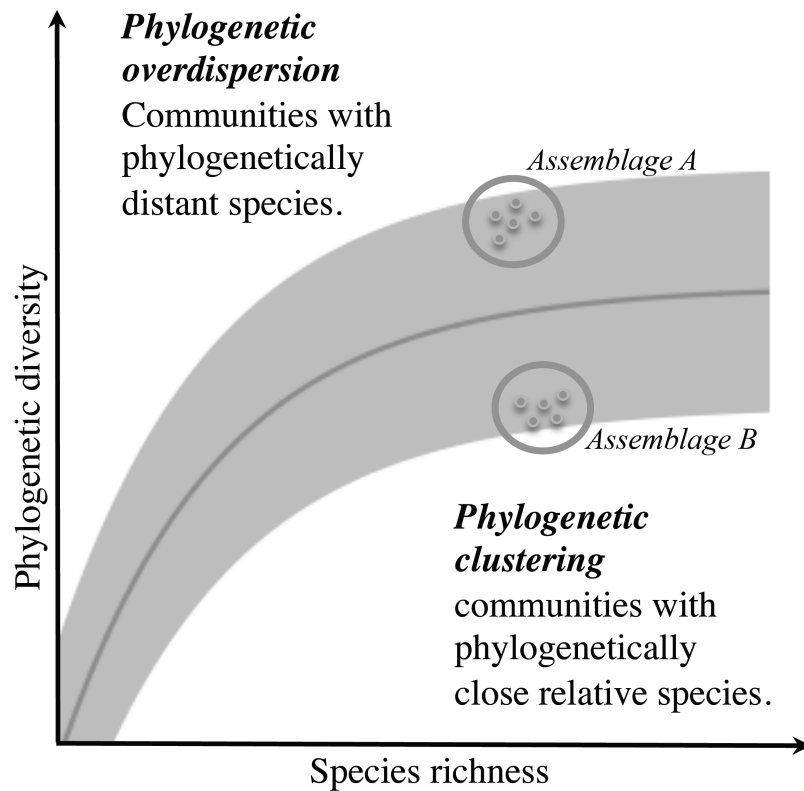 Phylogenetic
overdispersion
Communities with
phylogenetically
distant species.
Assemblage A
Assemblage B
Phylogenetic
clustering
communities with
phylogenetically
close relative species.
Phylogenetic diversity
Species richness